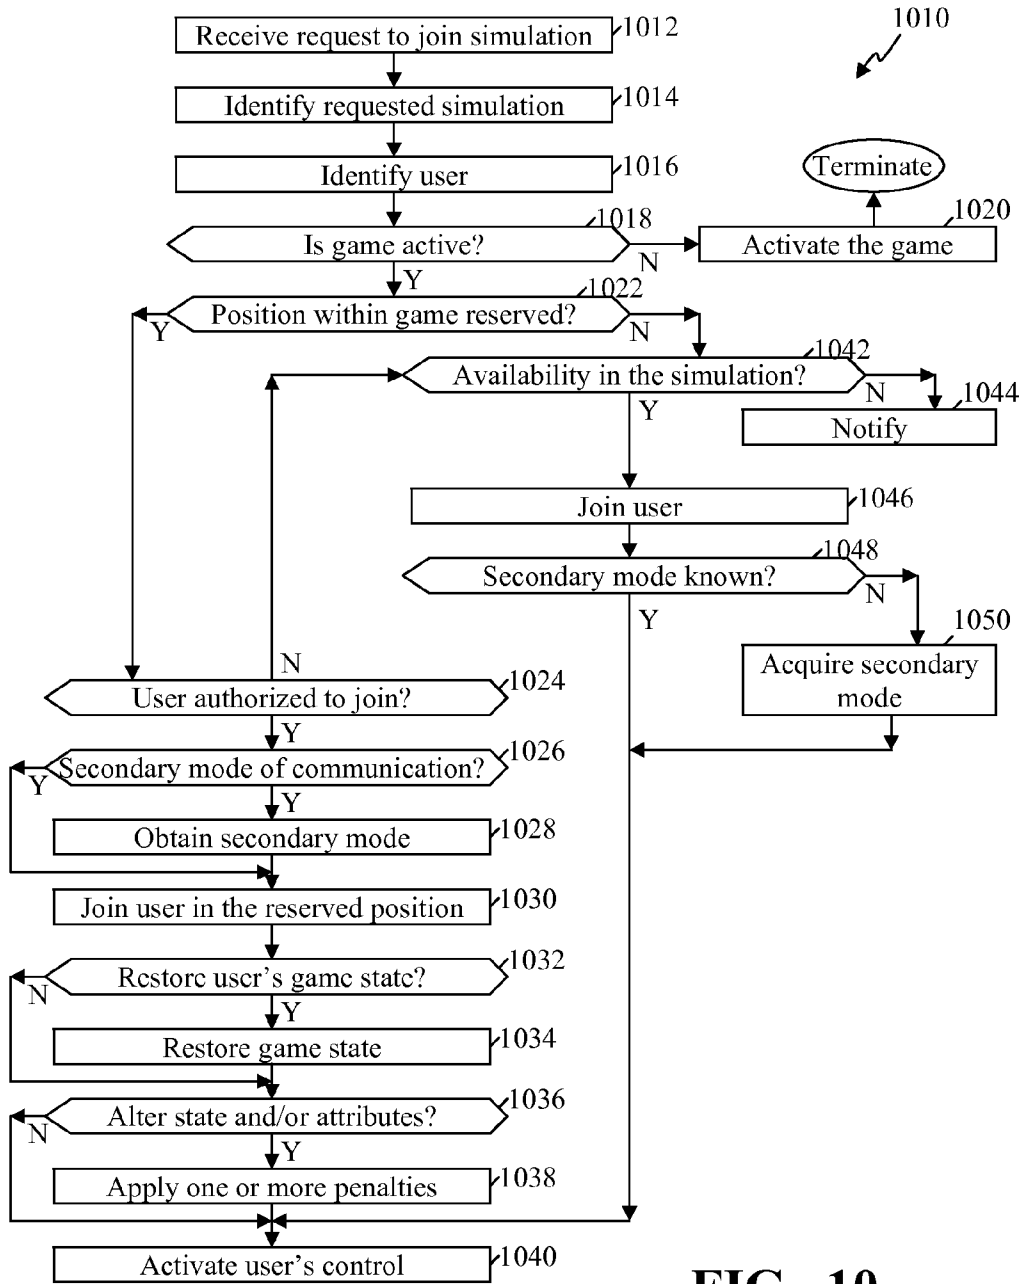 1010
Receive request to join simulation 1012
Identify requested simulation 1014
Identify user 1016
Terminate
Is game active? 1018
N
Activate the game 1020
Y
Position within game reserved? 1022
Y
N
Availability in the simulation? 1042
N
Y
Notify 1044
Join user 1046
Secondary mode known? 1048
N
Y
Acquire secondary
mode
1050
N
User authorized to join? 1024
Y
Secondary mode of communication? 1026
Y
Y
Obtain secondary mode 1028
Join user in the reserved position 1030
Restore user's game state? 1032
N
Y
Restore game state 1034
Alter state and/or attributes? 1036
N
Y
Apply one or more penalties 1038
Activate user's control 1040
FIG. 10